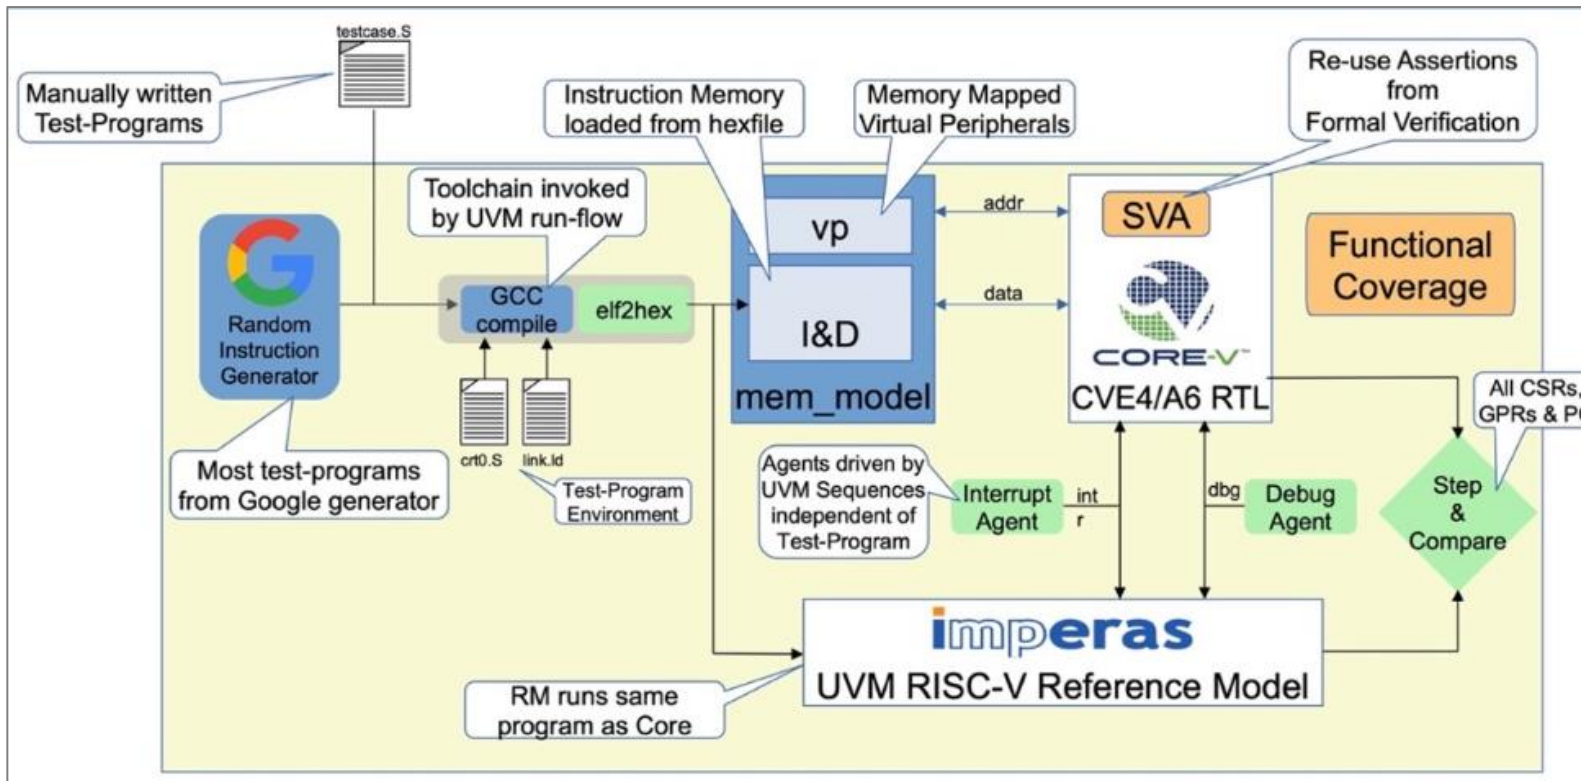 testcase.S
Manually written
Test-Programs
Instruction Memory
loaded from hexfile
Memory Mapped
Virtual Peripherals
Re-use Assertions
from
Formal Verification
Toolchain invoked
by UVM run-flow
Random
Instruction
Generator
GCC
compile
elf2hex
vp
I&D
mem_model
addr
data
SVA
CORE-V™
CVE4/A6 RTL
Functional
Coverage
Most test-programs
from Google generator
crt0.S
link.ld
Test-Program
Environment
Agents driven by
UVM Sequences
independent of
Test-Program
Interrupt
Agent
int
r
dbg
Debug
Agent
All CSRs,
GPRs & PC
Step
&
Compare
imperas
UVM RISC-V Reference Model
RM runs same
program as Core